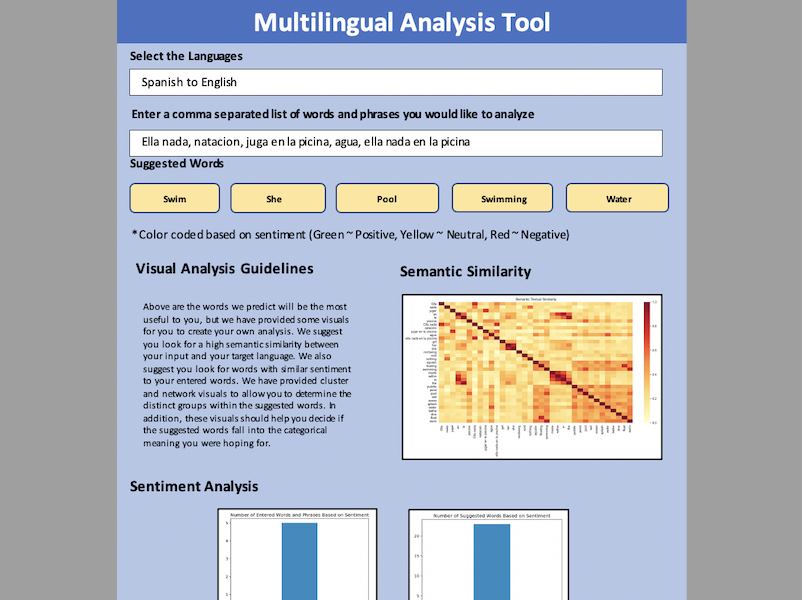 Multilingual Analysis Tool
Select the Languages
Spanish to English
Enter a comma separated list of words and phrases you would like to analyze
Ella nada, natacion, juga en la picina, agua, ella nada en la picina
Suggested Words
Swim
She
Pool
Swimming
Water
*Color coded based on sentiment (Green ~ Positive, Yellow ~ Neutral, Red ~ Negative)
Visual Analysis Guidelines
Above are the words we predict will be the most
useful to you, but we have provided some visuals
for you to create your own analysis. We suggest
you look for a high semantic similarity between
your input and your target language. We also
suggest you look for words with similar sentiment
to your entered words. We have provided cluster
and network visuals to allow you to determine the
distinct groups within the suggested words. In
addition, these visuals should help you decide if
the suggested words fall into the categorical
meaning you were hoping for.
Semantic Similarity
Semantic Textual Similarity
Sentiment Analysis
Number of Entered Words and Phrases Based on Sentiment
5
4
3
2
1
Number of Suggested Words Based on Sentiment
20
15
10
5